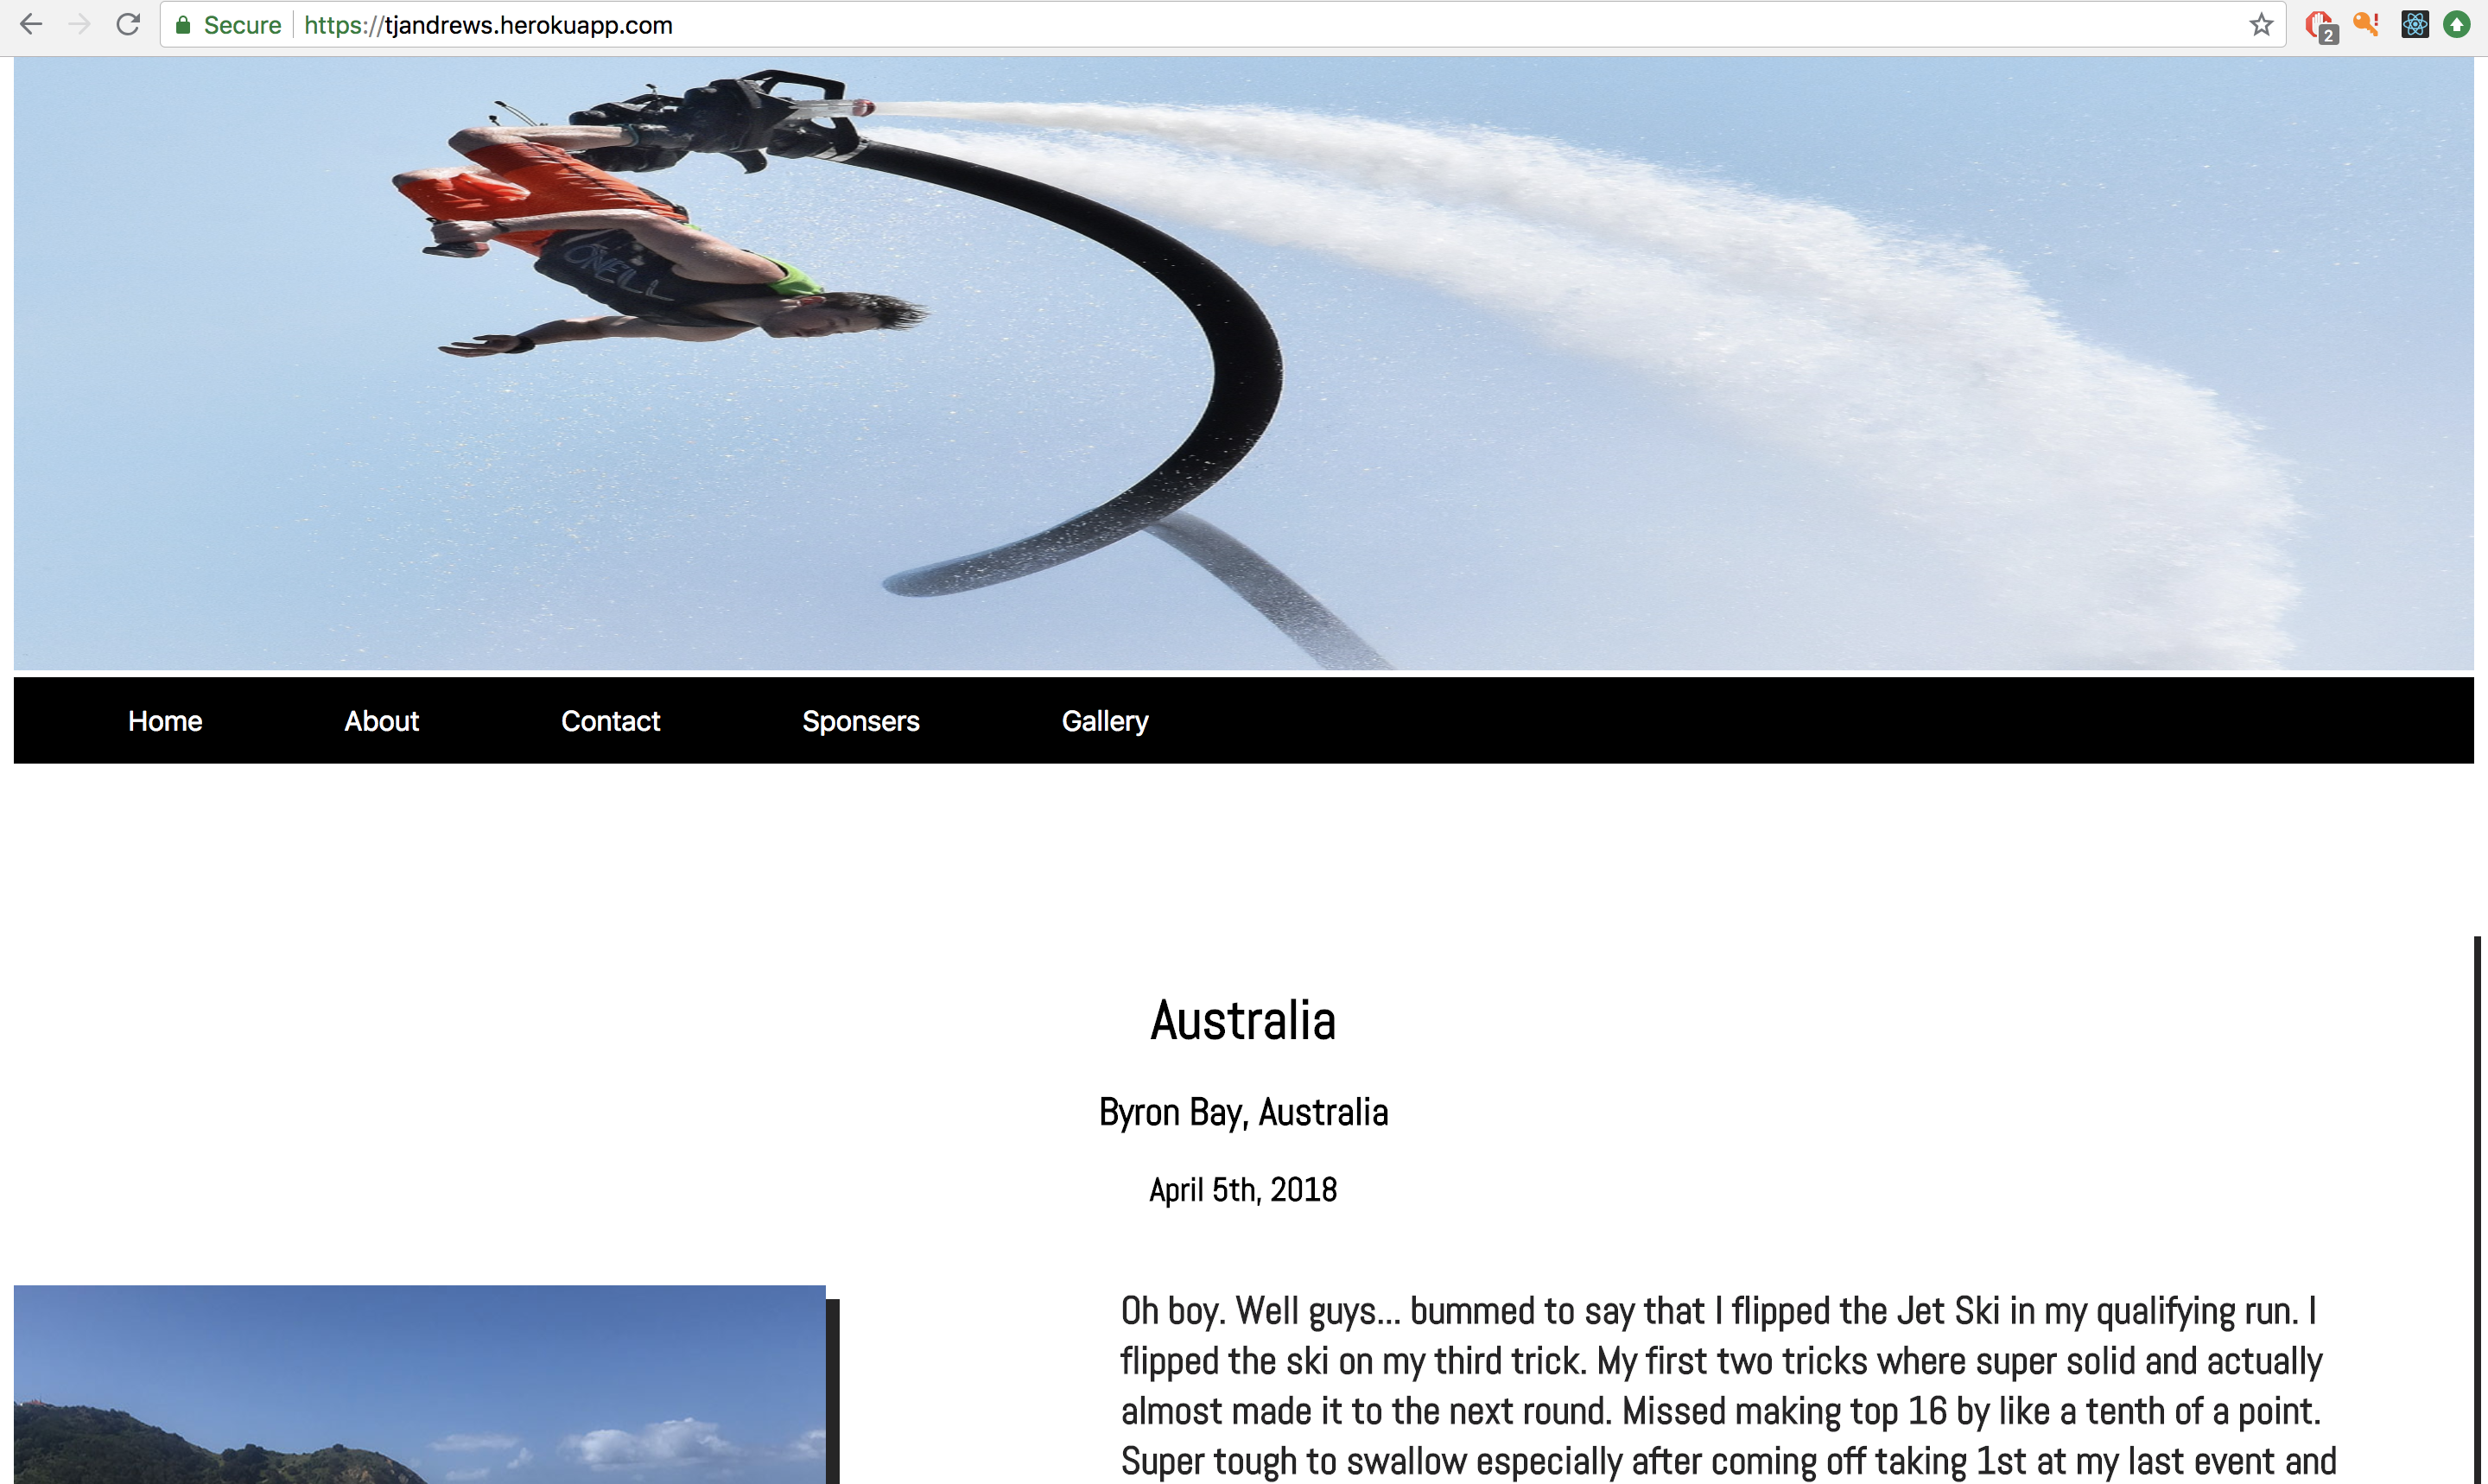 Secure https://tjandrews.herokuapp.com
2
O'NEILL
Home About Contact Sponsers Gallery
Australia
Byron Bay, Australia
April 5th, 2018
Oh boy. Well guys... bummed to say that I flipped the Jet Ski in my qualifying run. I
flipped the ski on my third trick. My first two tricks where super solid and actually
almost made it to the next round. Missed making top 16 by like a tenth of a point.
Super tough to swallow especially after coming off taking 1st at my last event and